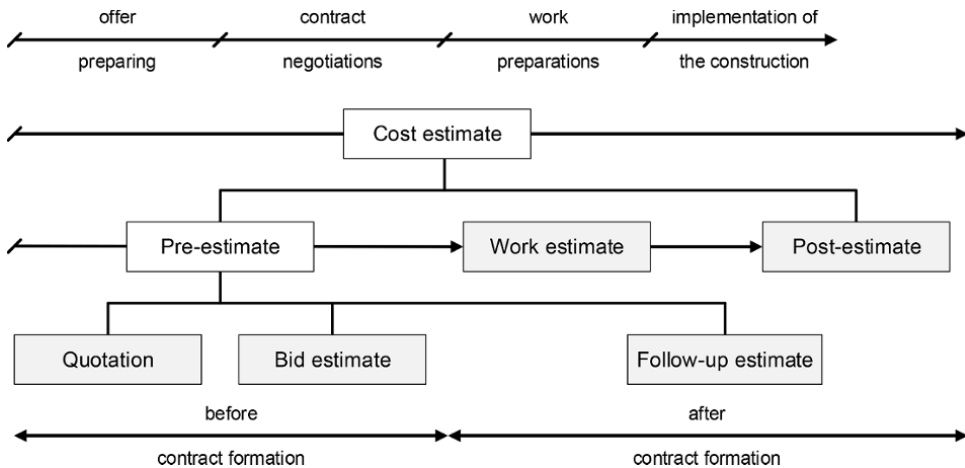 offer
contract
work
implementation of
preparing
negotiations
preparations
the construction
Cost estimate
Pre-estimate
Work estimate
Post-estimate
Quotation
Bid estimate
Follow-up estimate
before
after
contract formation
contract formation